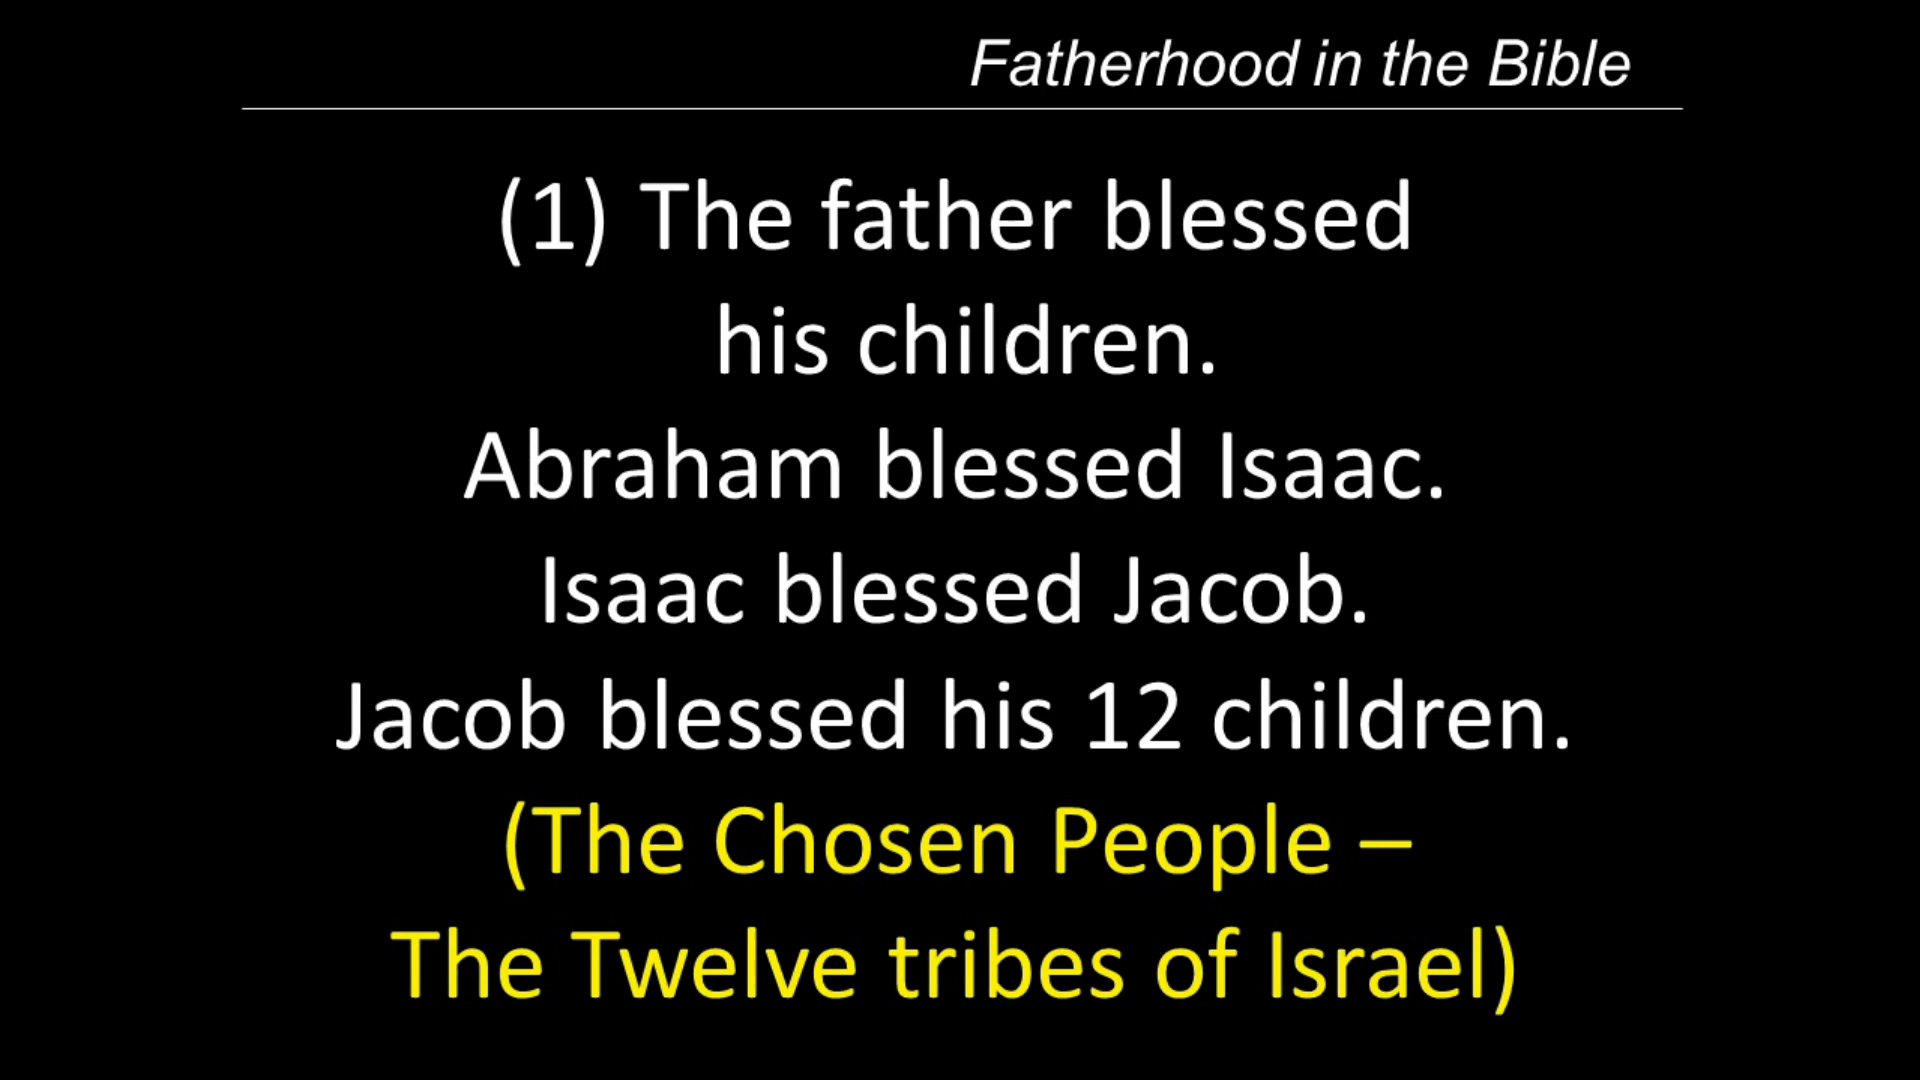 Fatherhood in the Bible
(1) The father blessed
his children.
Abraham blessed Isaac.
Isaac blessed Jacob.
Jacob blessed his 12 children.
(The Chosen People –
The Twelve tribes of Israel)